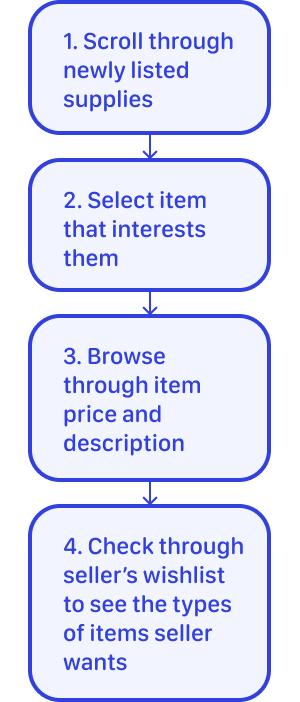 1. Scroll through
newly listed
supplies
2. Select item
that interests
them
3. Browse
through item
price and
description
4. Check through
seller’s wishlist
to see the types
of items seller
wants